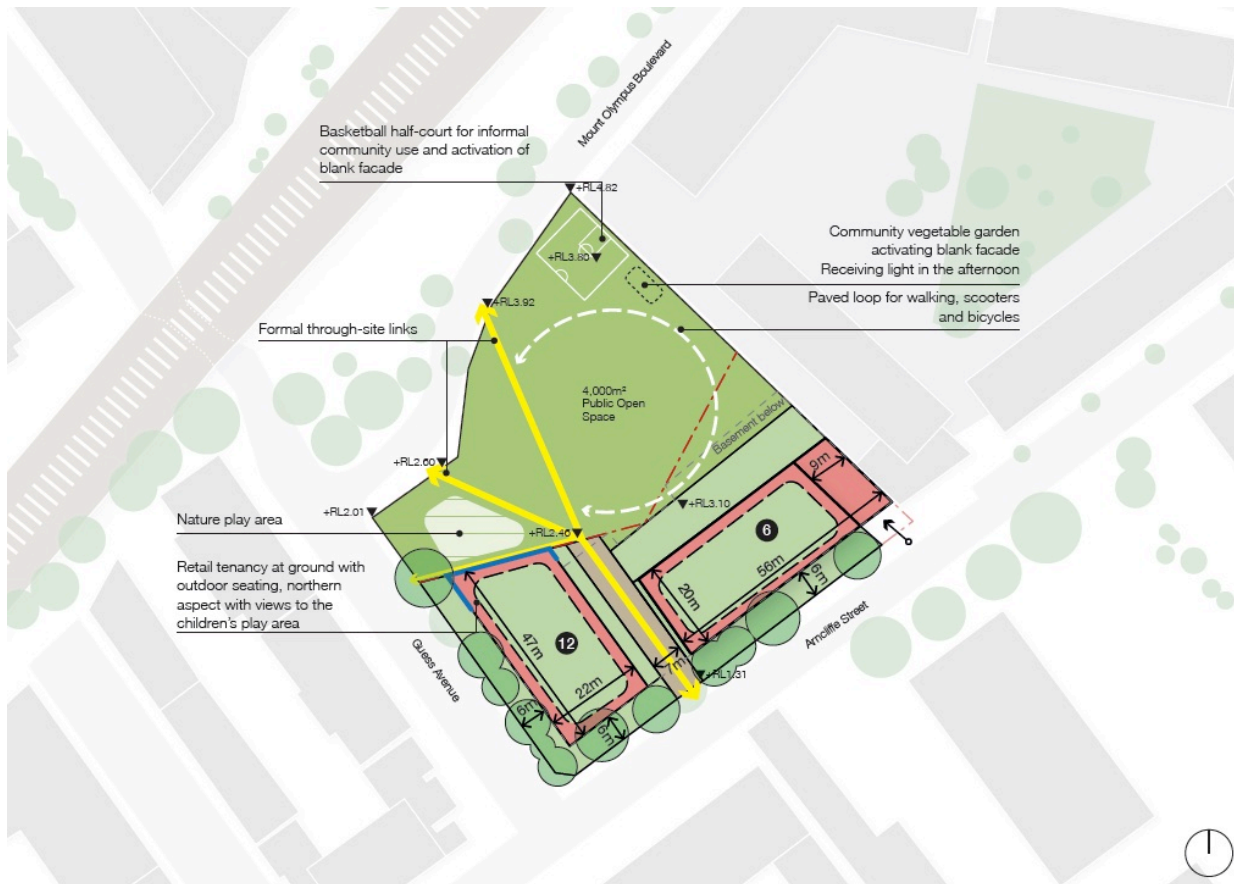 Mount Olympus Boulevard
Basketball half-court for informal
community use and activation of
blank facade
+RL4.82
+RL3.80
Community vegetable garden
activating blank facade
Receiving light in the afternoon
Paved loop for walking, scooters
and bicycles
+RL3.92
Formal through-site links
4,000m²
Public Open
Space
Basement below
+RL2.60
9m
+RL2.01
+RL3.10
Nature play area
+RL2.46
6
56m
20m
6m
Retail tenancy at ground with
outdoor seating, northern
aspect with views to the
children's play area
Arncliffe Street
47m
12
7m
+RL1.31
Guess Avenue
22m
6m
6m